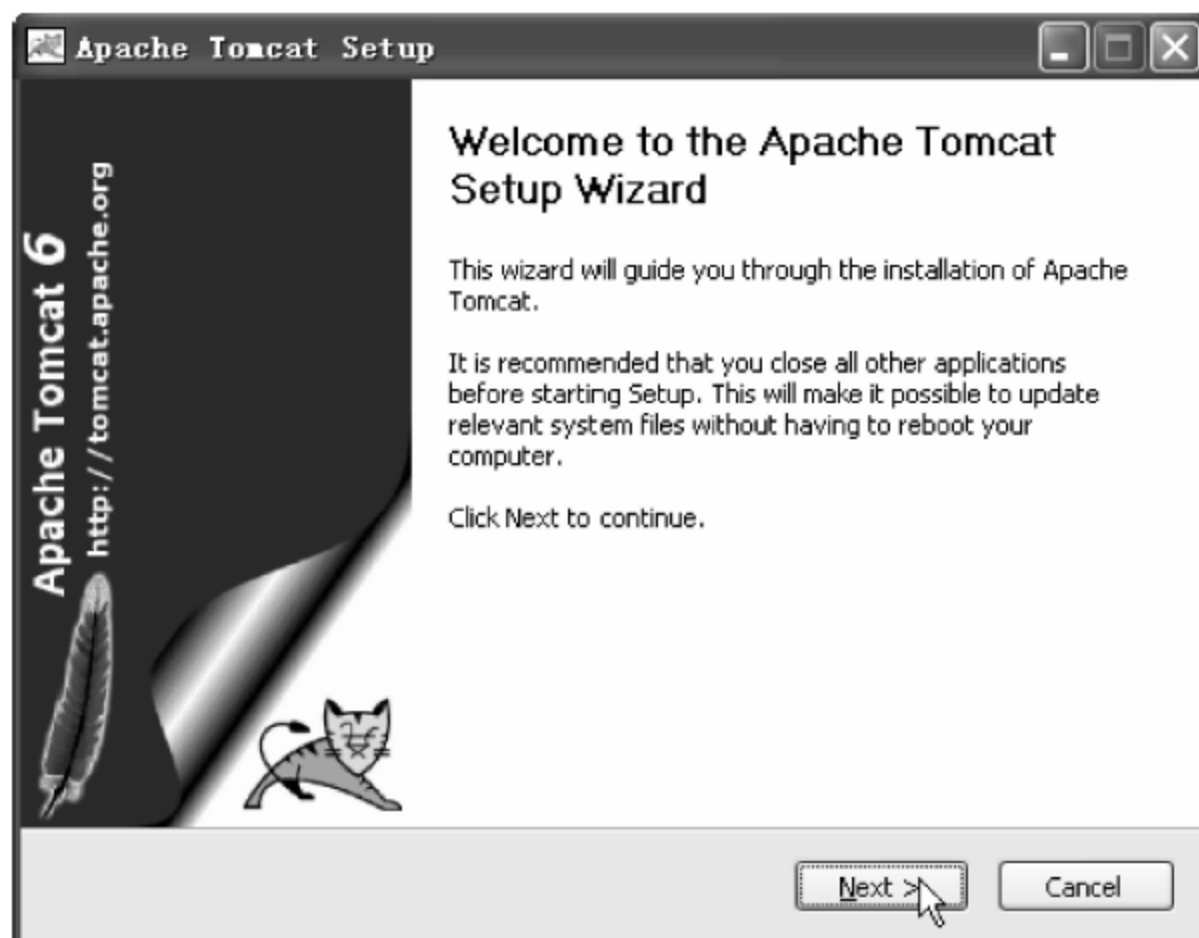 Apache Tomcat Setup
Apache Tomcat 6
http://tomcat.apache.org
Welcome to the Apache Tomcat
Setup Wizard
This wizard will guide you through the installation of Apache
Tomcat.
It is recommended that you close all other applications
before starting Setup. This will make it possible to update
relevant system files without having to reboot your
computer.
Click Next to continue.
Next >
Cancel